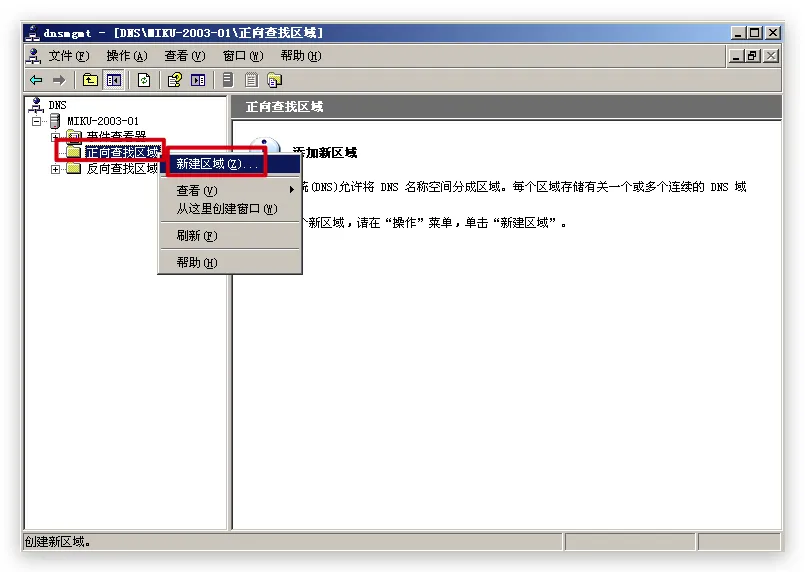 dnsmgmt - [DNS\MIKU-2003-01\正向查找区域]
文件(F) 操作(A) 查看(V) 窗口(W) 帮助(H)
DNS
MIKU-2003-01
事件查看器
正向查找区域
反向查找区域
新建区域(Z)...
查看(V)
从这里创建窗口(W)
刷新(F)
帮助(H)
正向查找区域
添加新区域
统(DNS)允许将 DNS 名称空间分成区域。每个区域存储有关一个或多个连续的 DNS 域
个新区域，请在“操作”菜单，单击“新建区域”。
创建新区域。